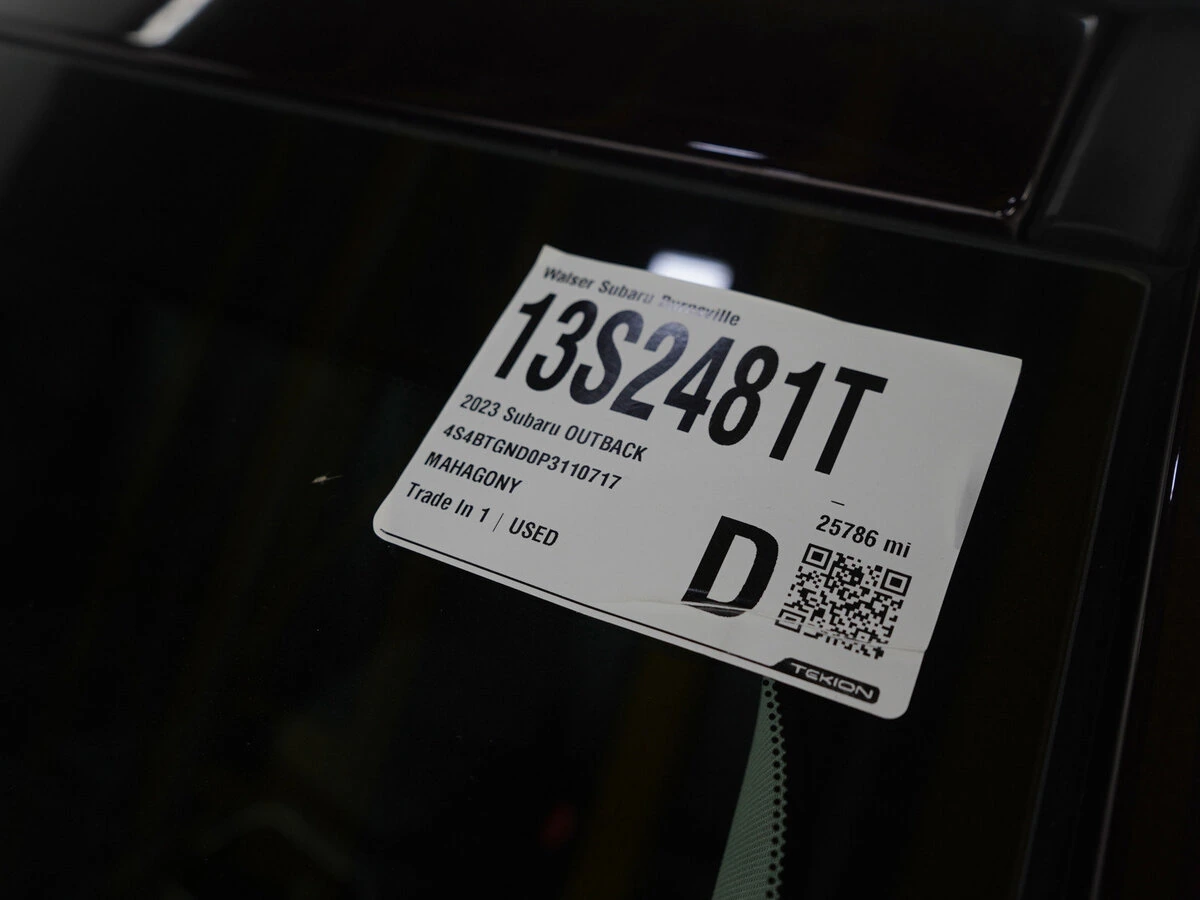 Walser Subaru Burnsville
13S2481T
2023 Subaru OUTBACK
4S4BTGND0P3110717
MAHAGONY
Trade In 1 | USED
–
25786 mi
D
TEKION